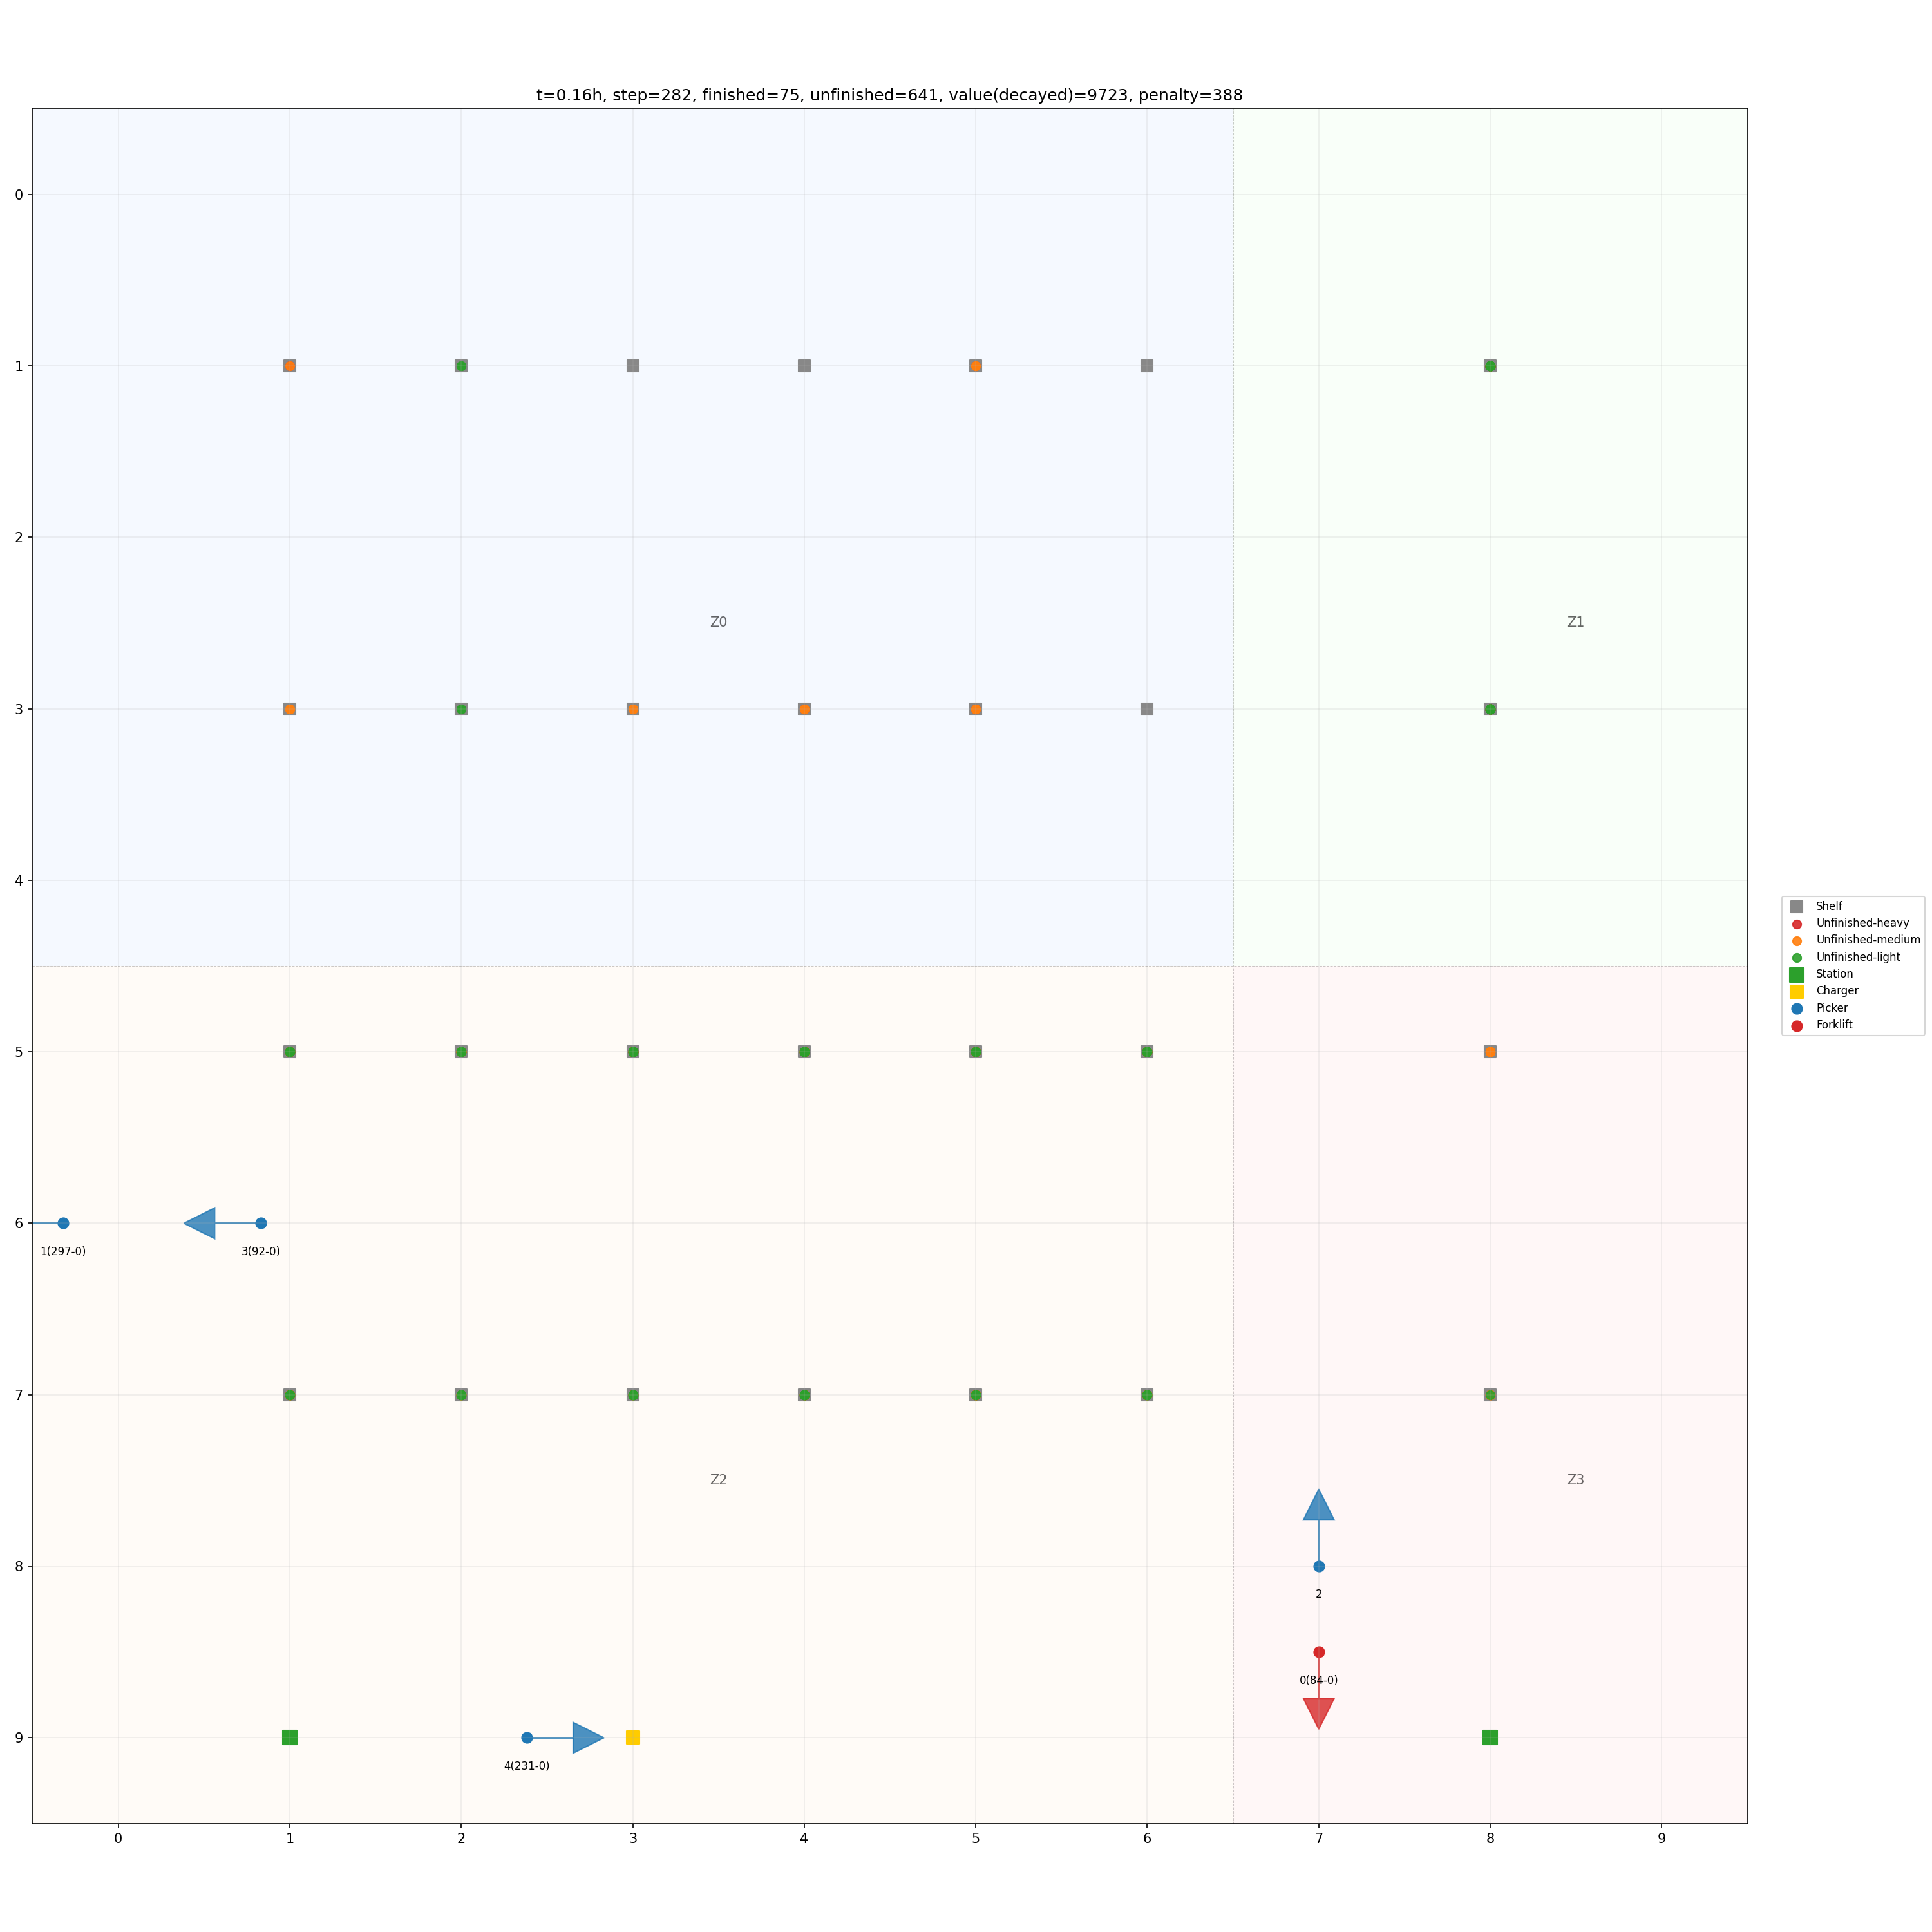 t=0.16h, step=282, finished=75, unfinished=641, value(decayed)=9723, penalty=388
0
1
2
Z0
Z1
3
4
Shelf
Unfinished-heavy
Unfinished-medium
Unfinished-light
Station
Charger
Picker
Forklift
5
6
1(297-0)
3(92-0)
7
Z2
Z3
8
2
0(84-0)
9
4(231-0)
0 1 2 3 4 5 6 7 8 9